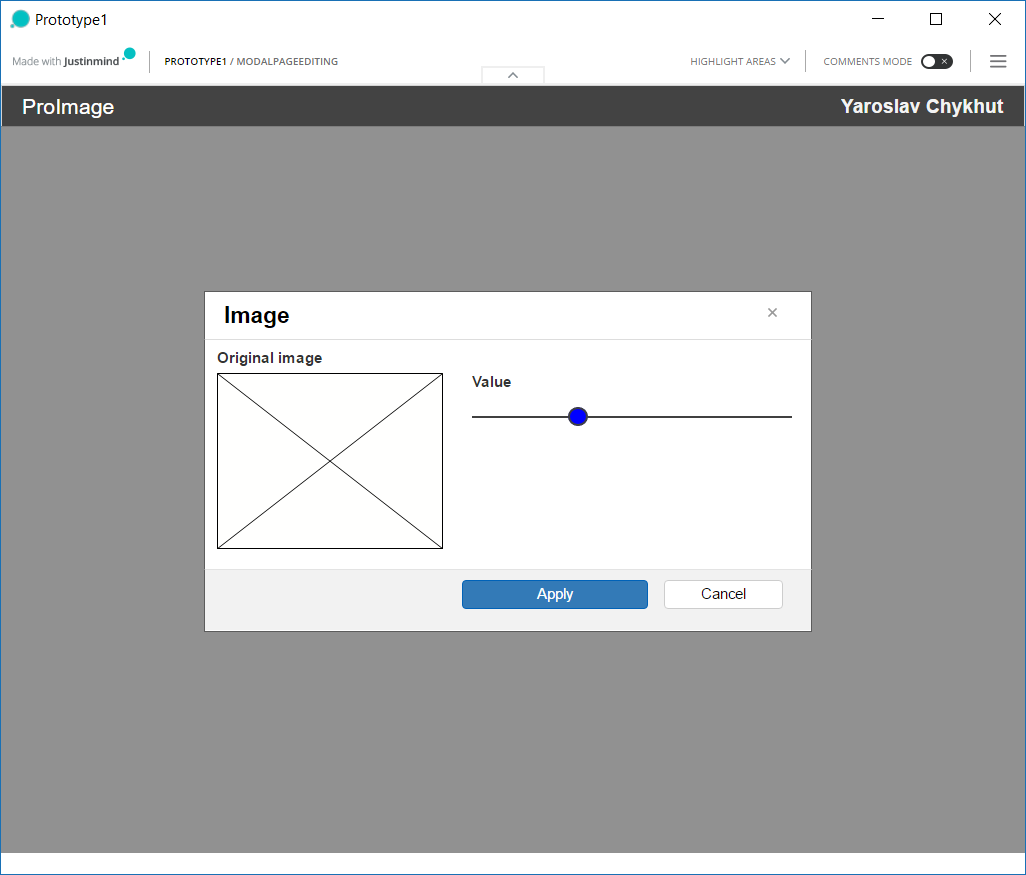 Prototype1
Made with Justinmind
PROTOTYPE1 / MODALPAGEEDITING
HIGHLIGHT AREAS
COMMENTS MODE
ProImage
Yaroslav Chykhut
Image
Original image
Value
Apply
Cancel